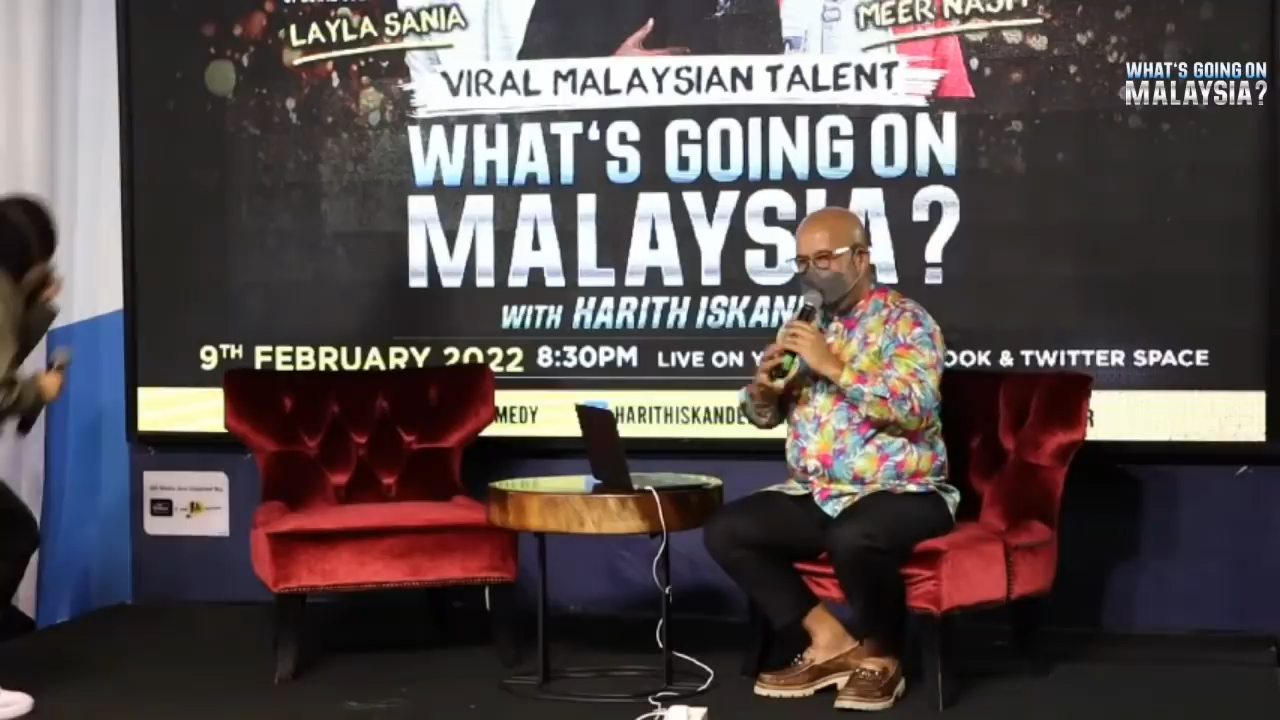 LAYLA SANIA
MEER NASH
VIRAL MALAYSIAN TALENT
WHAT'S GOING ON
MALAYSIA?
WITH HARITH ISKAN
9TH FEBRUARY 2022 8:30PM LIVE ON Y OOK & TWITTER SPACE
MEDY HARITHISKANDE R
WHAT'S GOING ON
MALAYSIA?